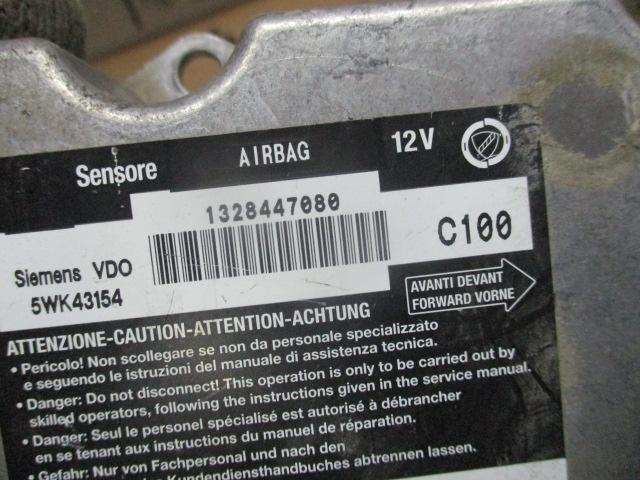 Sensore AIRBAG 12V
1328447080
C100
Siemens VDO
5WK43154
AVANTI DEVANT
FORWARD VORNE
ATTENZIONE-CAUTION-ATTENTION-ACHTUNG
• Pericolo! Non scollegare se non da personale specializzato
e seguendo le istruzioni del manuale di assistenza tecnica.
• Danger: Do not disconnect! This operation is only to be carried out by
skilled operators, following the instructions given in the service manual.
• Danger: Seul le personel spécialisé est autorisé à débrancher
en se tenant aux instructions du manuel de réparation.
• Gefahr: Nur von Fachpersonal und nach den
des Kundendiensthandbuches abtrennen lassen.